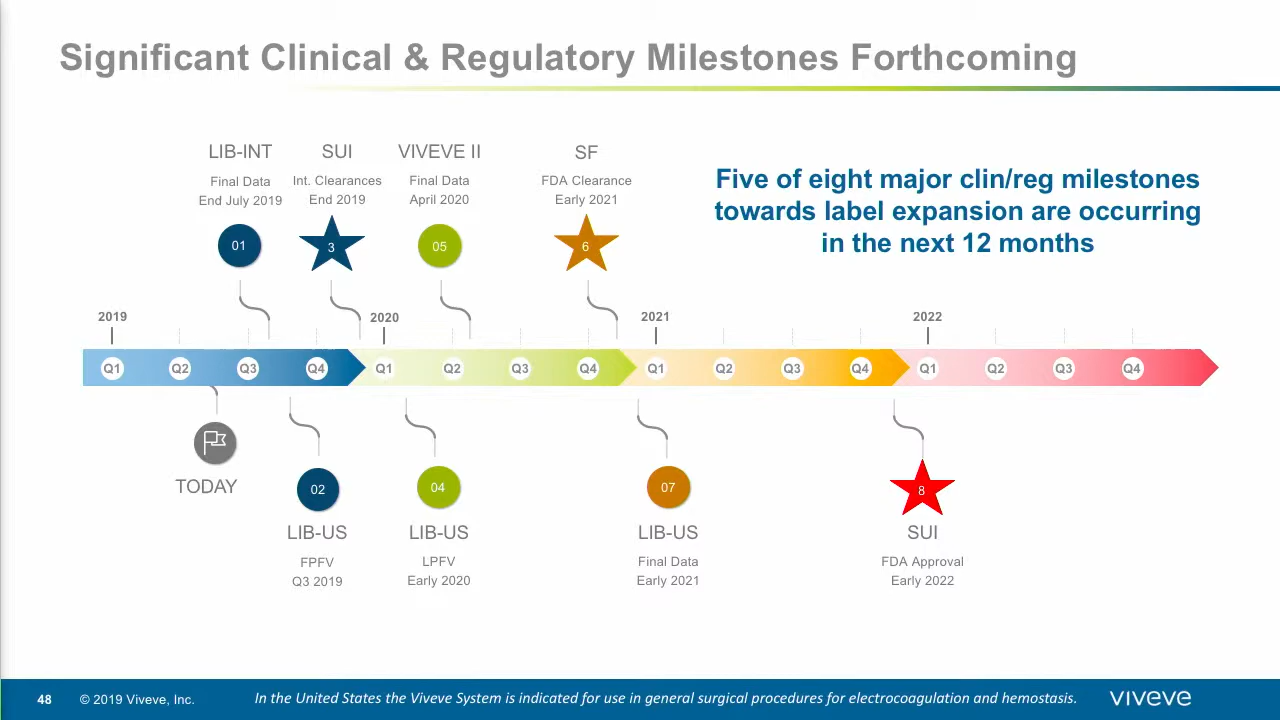 Significant Clinical & Regulatory Milestones Forthcoming
LIB-INT
Final Data
End July 2019
01
SUI
Int. Clearances
End 2019
3
VIVEVE II
Final Data
April 2020
05
SF
FDA Clearance
Early 2021
6
Five of eight major clin/reg milestones
towards label expansion are occurring
in the next 12 months
2019 2020 2021 2022
Q1 Q2 Q3 Q4 Q1 Q2 Q3 Q4 Q1 Q2 Q3 Q4 Q1 Q2 Q3 Q4
TODAY
02
LIB-US
FPFV
Q3 2019
04
LIB-US
LPFV
Early 2020
07
LIB-US
Final Data
Early 2021
8
SUI
FDA Approval
Early 2022
48 © 2019 Viveve, Inc. In the United States the Viveve System is indicated for use in general surgical procedures for electrocoagulation and hemostasis. VIVEVE